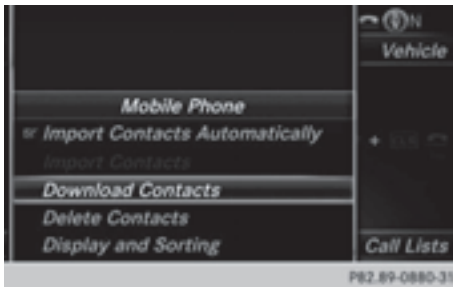 N
Vehicle
Mobile Phone
Import Contacts Automatically
Import Contacts
Download Contacts
Delete Contacts
Display and Sorting
Call Lists
P82.89-0880-31